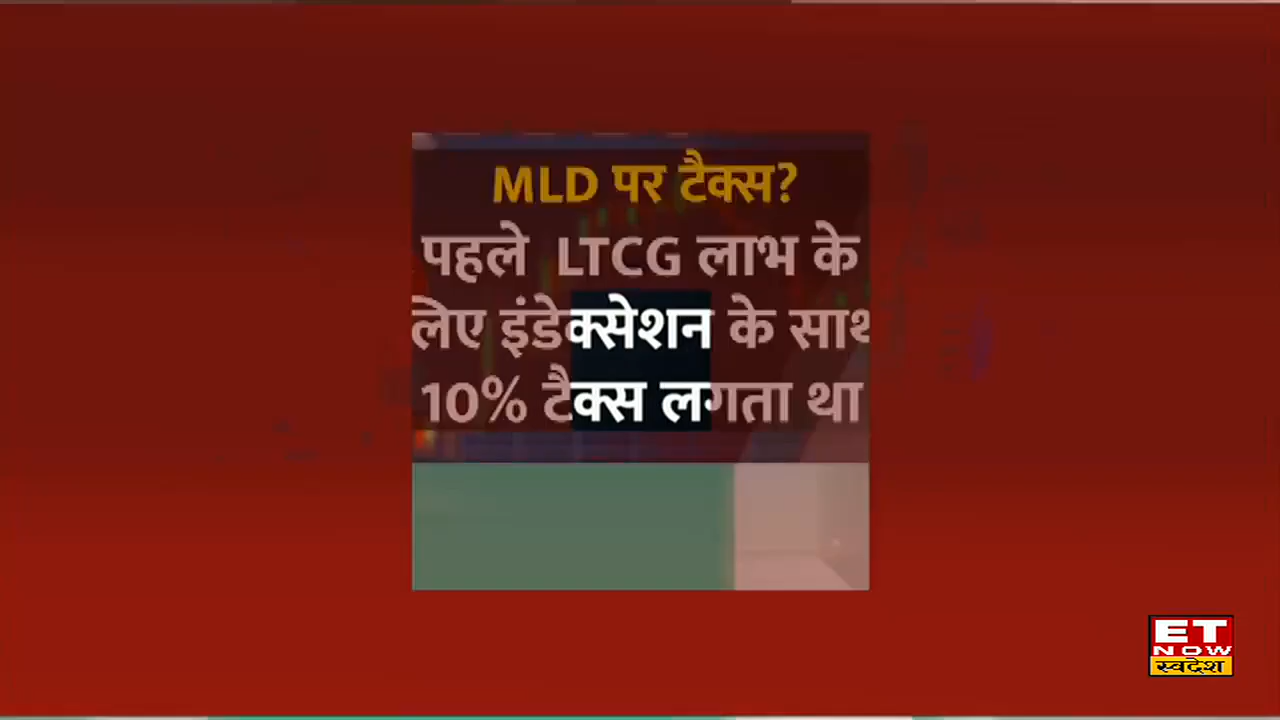 MLD पर टैक्स?
पहले LTCG लाभ के
लिए इंडेक्सेशन के साथ
10% टैक्स लगता था
ET
NOW
स्वदेश